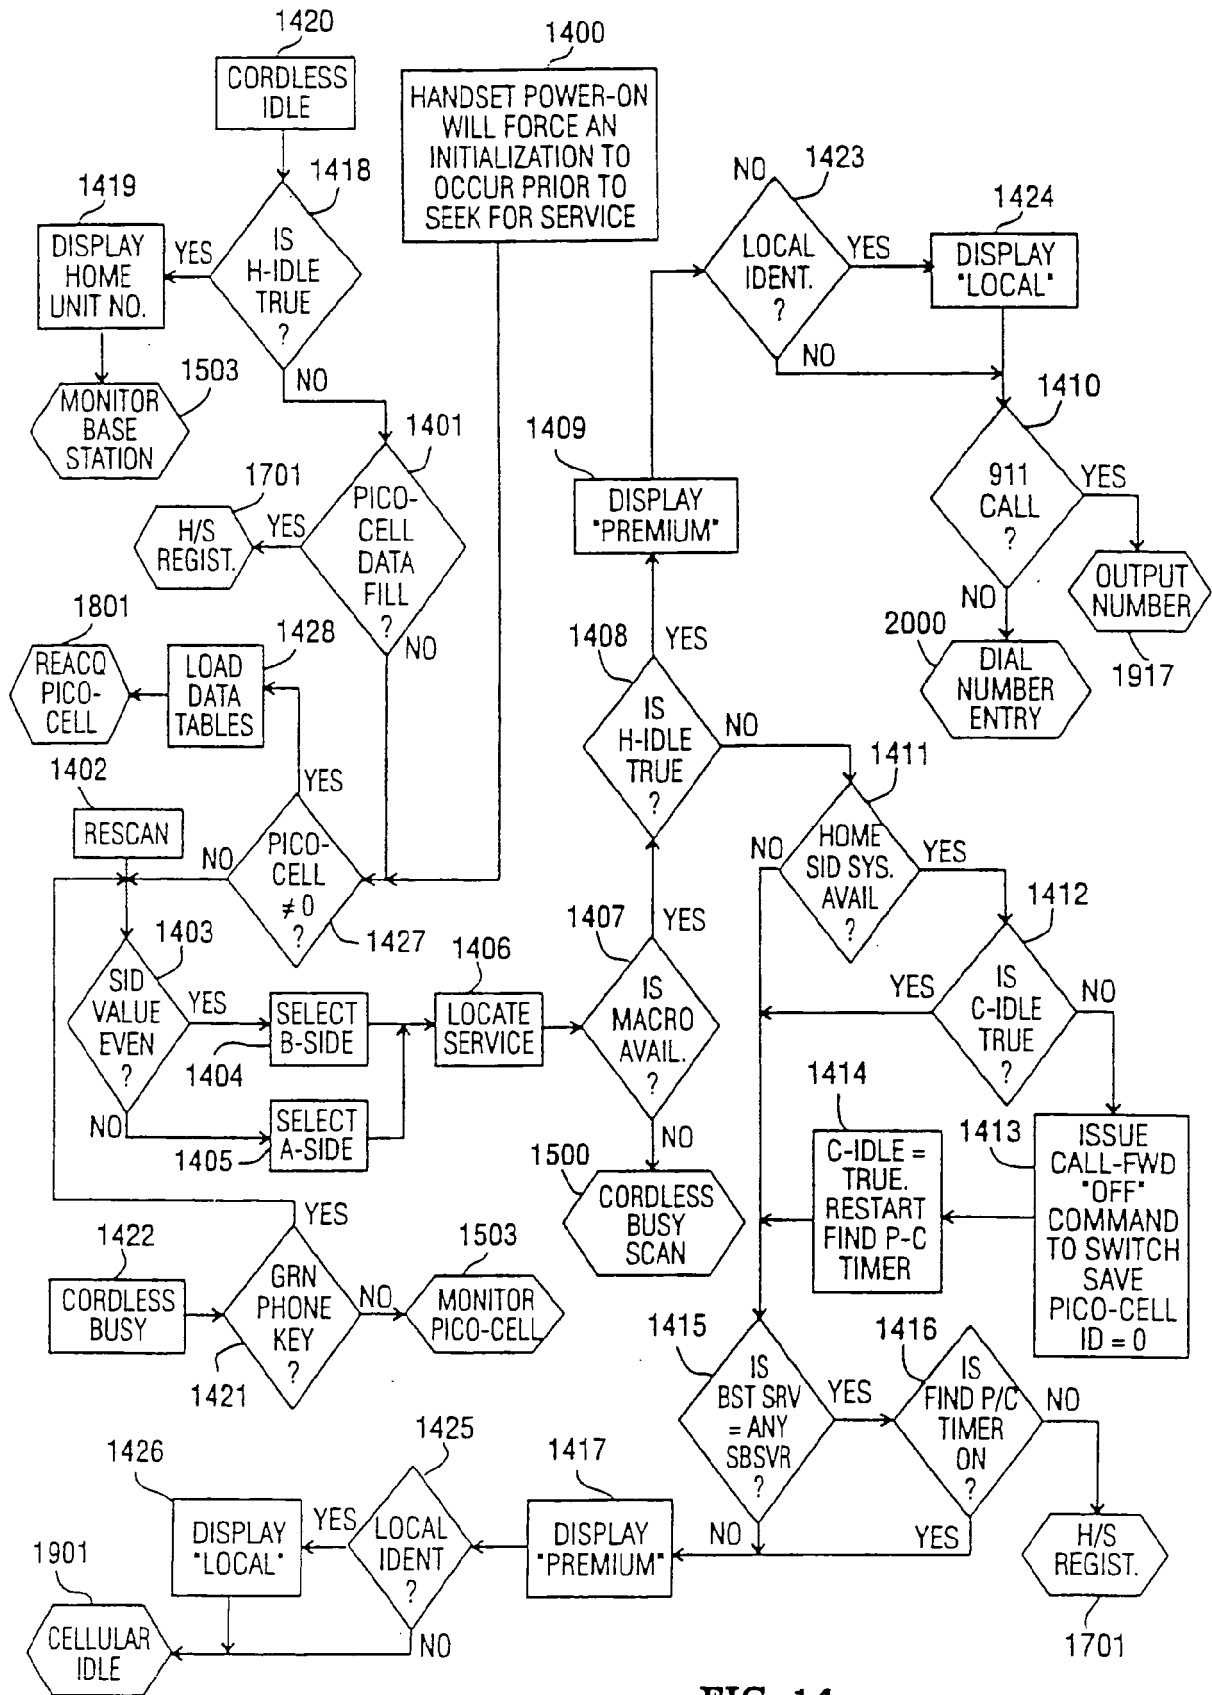 1420
CORDLESS
IDLE
1400
HANDSET POWER-ON
WILL FORCE AN
INITIALIZATION TO
OCCUR PRIOR TO
SEEK FOR SERVICE
1418
IS
H-IDLE
TRUE
?
YES
NO
1419
DISPLAY
HOME
UNIT NO.
1503
MONITOR
BASE
STATION
1401
PICO-
CELL
DATA
FILL
?
YES
NO
1701
H/S
REGIST.
1801
REACQ
PICO-
CELL
1428
LOAD
DATA
TABLES
YES
1402
RESCAN
NO
PICO-
CELL
≠ 0
?
1427
1403
SID
VALUE
EVEN
?
YES
NO
SELECT
B-SIDE
1404
SELECT
A-SIDE
1405
1406
LOCATE
SERVICE
1407
IS
MACRO
AVAIL.
?
YES
NO
1500
CORDLESS
BUSY
SCAN
1408
IS
H-IDLE
TRUE
?
YES
NO
1409
DISPLAY
"PREMIUM"
NO
1423
LOCAL
IDENT.
?
YES
NO
1424
DISPLAY
"LOCAL"
1410
911
CALL
?
YES
NO
OUTPUT
NUMBER
1917
2000
DIAL
NUMBER
ENTRY
1411
HOME
SID SYS.
AVAIL
?
NO
YES
1412
IS
C-IDLE
TRUE
?
YES
NO
1413
ISSUE
CALL-FWD
"OFF"
COMMAND
TO SWITCH
SAVE
PICO-CELL
ID = 0
1414
C-IDLE =
TRUE.
RESTART
FIND P-C
TIMER
YES
1422
CORDLESS
BUSY
GRN
PHONE
KEY
?
1421
NO
1503
MONITOR
PICO-CELL
1415
IS
BST SRV
= ANY
SBSVR
?
YES
NO
1416
IS
FIND P/C
TIMER
ON
?
NO
YES
H/S
REGIST.
1701
1417
DISPLAY
"PREMIUM"
1425
LOCAL
IDENT
?
YES
NO
1426
DISPLAY
"LOCAL"
1901
CELLULAR
IDLE
FIG. 14